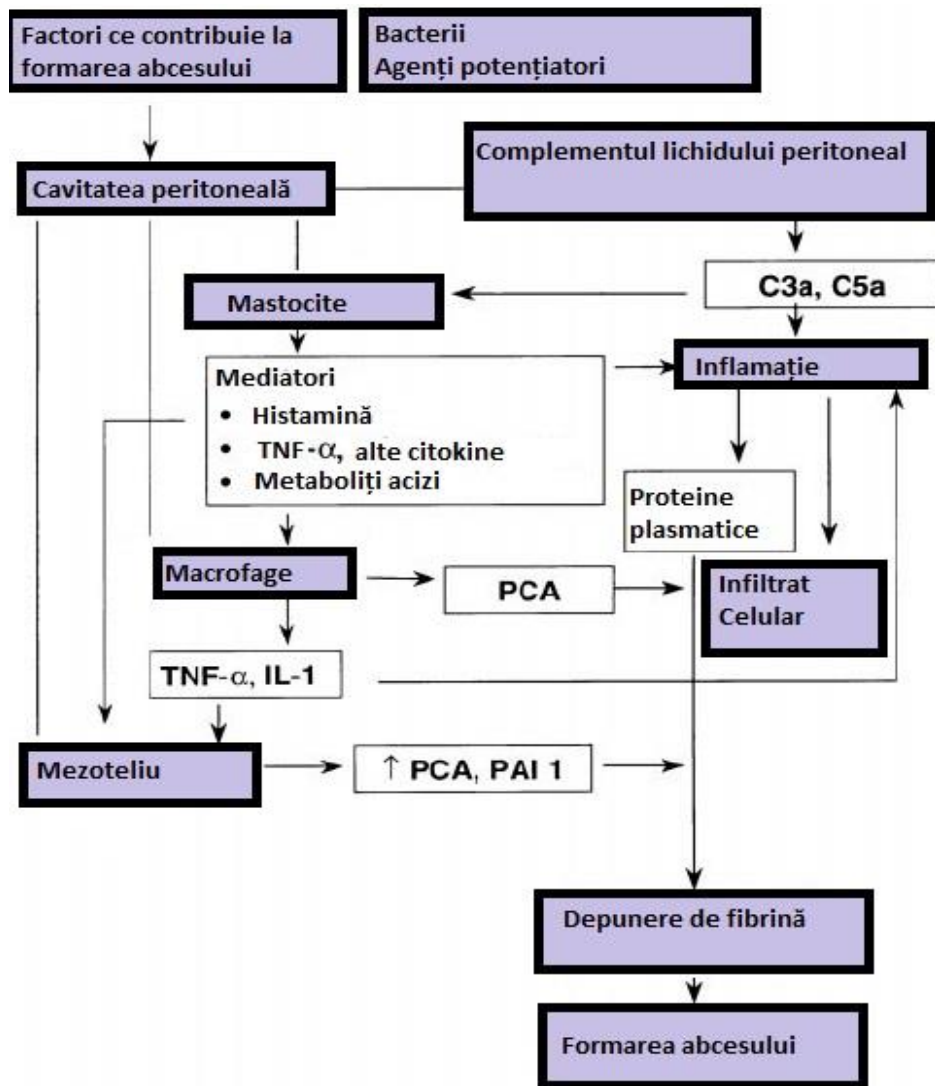 Factori ce contribuie la
formarea abcesului
Bacterii
Agenți potențiatori
Complementul lichidului peritoneal
Cavitatea peritoneală
C3a, C5a
Mastocite
Inflamație
Mediatori
• Histamină
• TNF-α, alte citokine
• Metaboliți acizi
Proteine
plasmatice
Macrofage
PCA
Infiltrat
Celular
TNF-α, IL-1
Mezoteliu
↑ PCA, PAI 1
Depunere de fibrină
Formarea abcesului